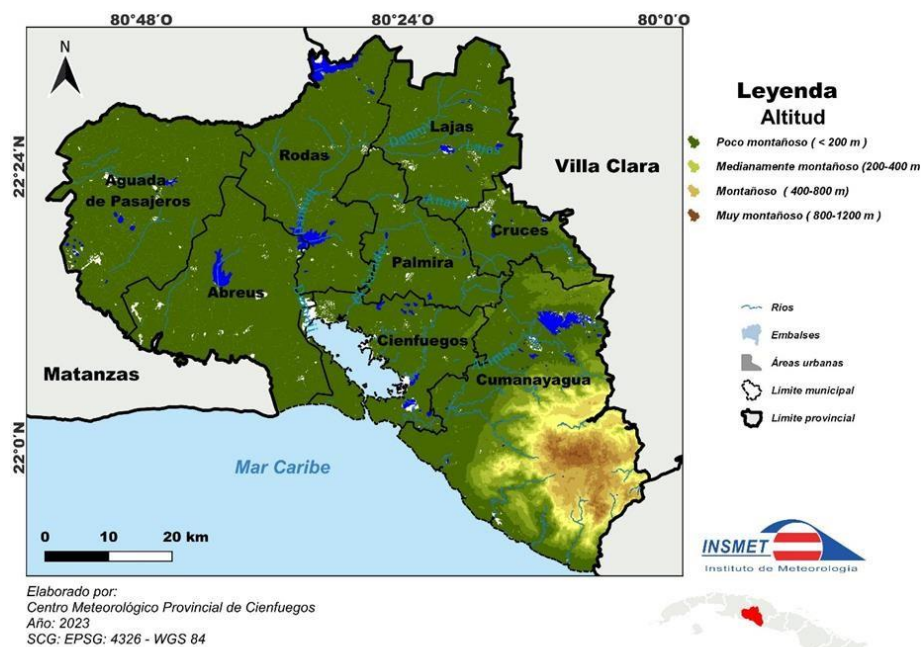 80°48'O 80°24'O 80°0'O
N
22°24'N
22°0'N
Lajas
Damují
Lajas
Rodas
Villa Clara
Aguada
de Pasajeros
Anaya
Cruces
Palmira
Abreus
Cienfuegos
Cumanayagua
Matanzas
Mar Caribe
0 10 20 km
Leyenda
Altitud
Poco montañoso ( < 200 m )
Medianamente montañoso (200-400 m
Montañoso ( 400-800 m)
Muy montañoso ( 800-1200 m )
Ríos
Embalses
Áreas urbanas
Límite municipal
Límite provincial
INSMET
Instituto de Meteorología
Elaborado por:
Centro Meteorológico Provincial de Cienfuegos
Año: 2023
SCG: EPSG: 4326 - WGS 84